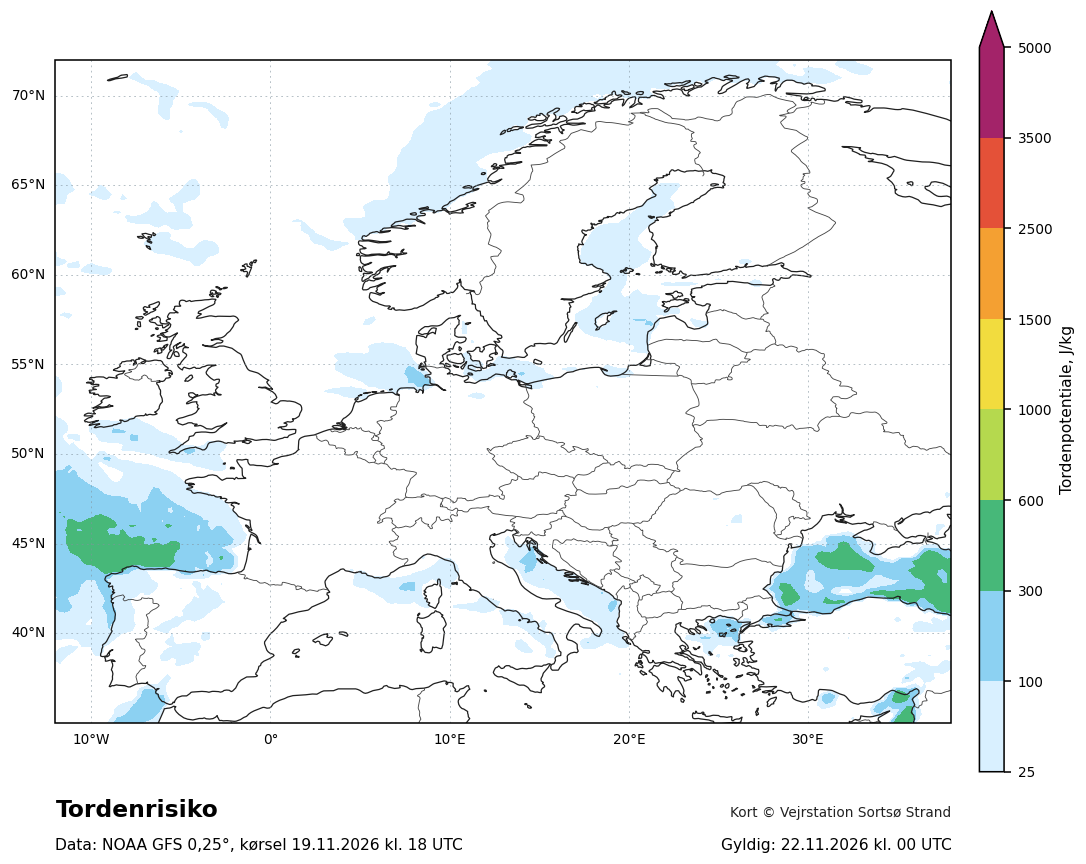 70°N
65°N
60°N
55°N
50°N
45°N
40°N
10°W
0°
10°E
20°E
30°E
5000
3500
2500
1500
1000
600
300
100
25
Tordenpotentiale, J/kg
Tordenrisiko
Kort © Vejrstation Sortsø Strand
Data: NOAA GFS 0,25°, kørsel 19.11.2026 kl. 18 UTC
Gyldig: 22.11.2026 kl. 00 UTC